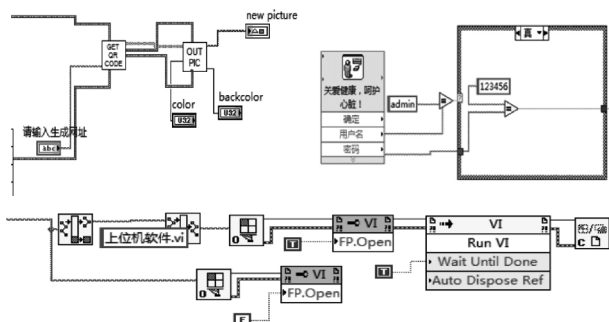 new picture
GET
QR
CODE
OUT
PIC
color
U32
backcolor
U32
请输入生成网址
abc
关爱健康,呵护
心脏!
确定
用户名
密码
admin
真
123456
上位机软件.vi
VI
FP.Open
T
VI
Run VI
Wait Until Done
Auto Dispose Ref
T
VI
FP.Open
F